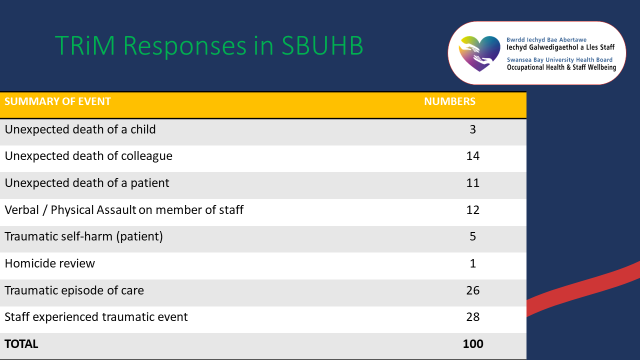 TRiM Responses in SBUHB
Bwrdd Iechyd Bae Abertawe
Iechyd Galwedigaethol a Lles Staff
Swansea Bay University Health Board
Occupational Health & Staff Wellbeing
SUMMARY OF EVENT NUMBERS
Unexpected death of a child 3
Unexpected death of colleague 14
Unexpected death of a patient 11
Verbal / Physical Assault on member of staff 12
Traumatic self-harm (patient) 5
Homicide review 1
Traumatic episode of care 26
Staff experienced traumatic event 28
TOTAL 100